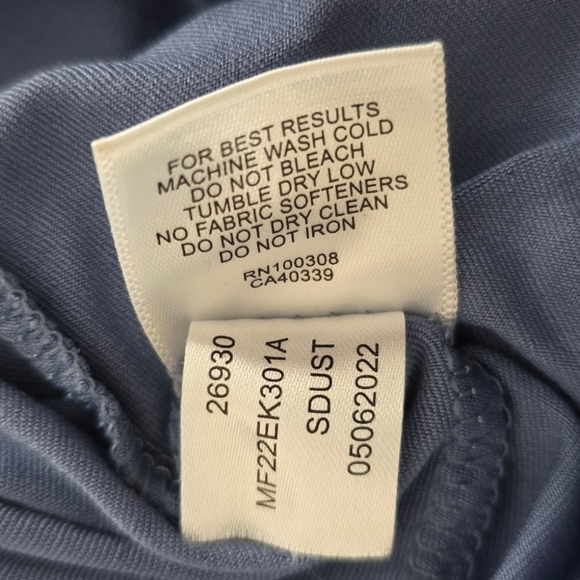 FOR BEST RESULTS
MACHINE WASH COLD
DO NOT BLEACH
TUMBLE DRY LOW
NO FABRIC SOFTENERS
DO NOT DRY CLEAN
DO NOT IRON
RN100308
CA40339
26930
MF22EK301A
SDUST
05062022